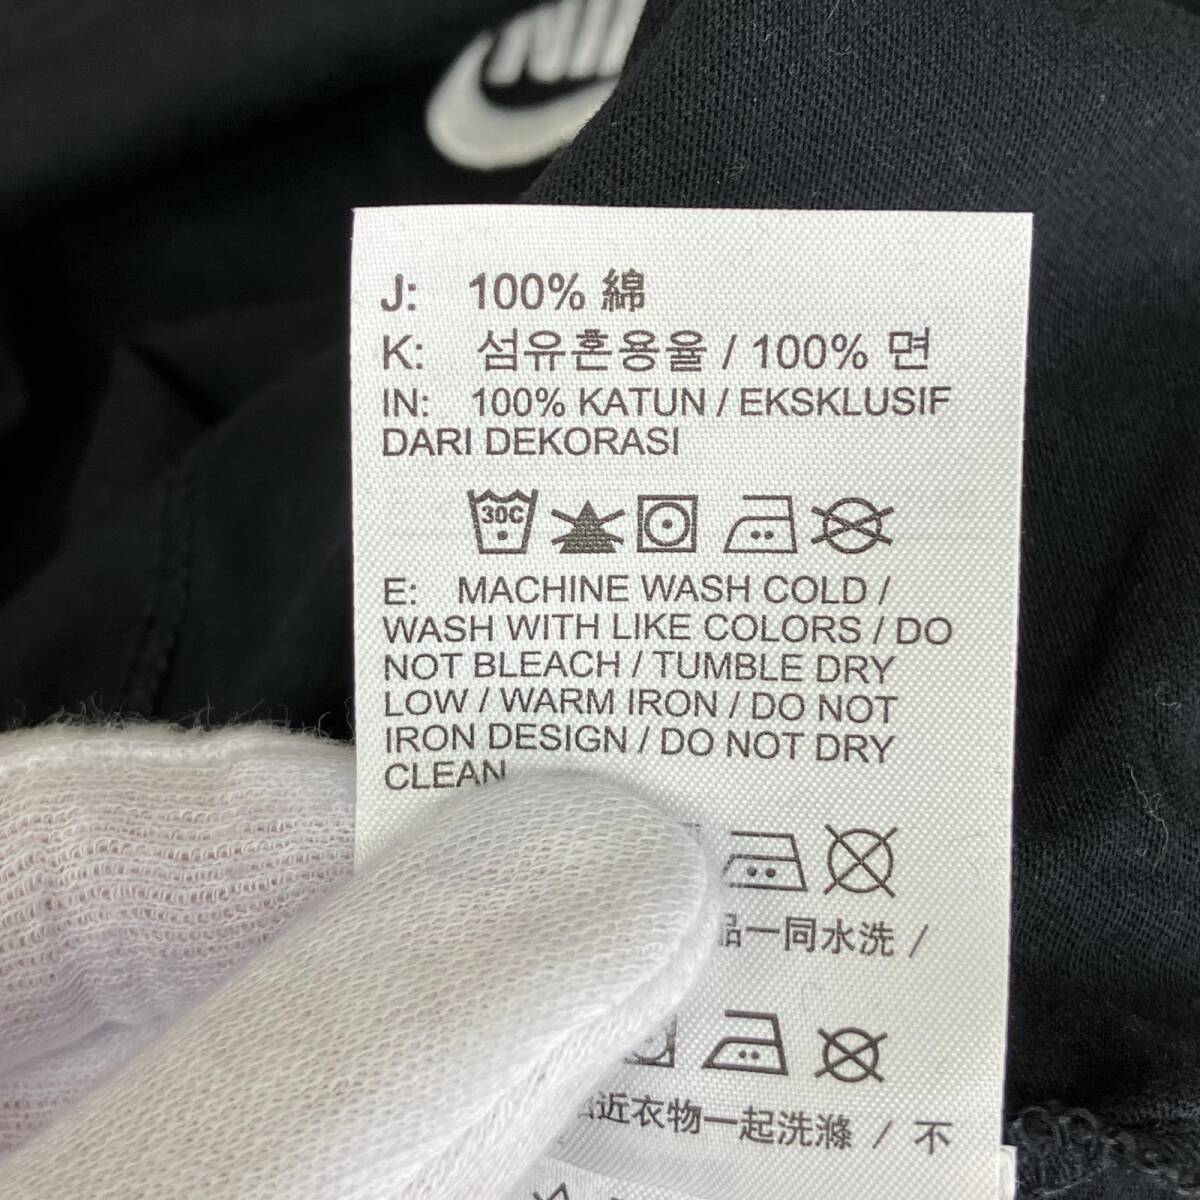 J: 100% 綿
K: 섬유혼용율 / 100% 면
IN: 100% KATUN / EKSKLUSIF
DARI DEKORASI
30C
E: MACHINE WASH COLD /
WASH WITH LIKE COLORS / DO
NOT BLEACH / TUMBLE DRY
LOW / WARM IRON / DO NOT
IRON DESIGN / DO NOT DRY
CLEAN
品一同水洗 /
近衣物一起洗滌 / 不